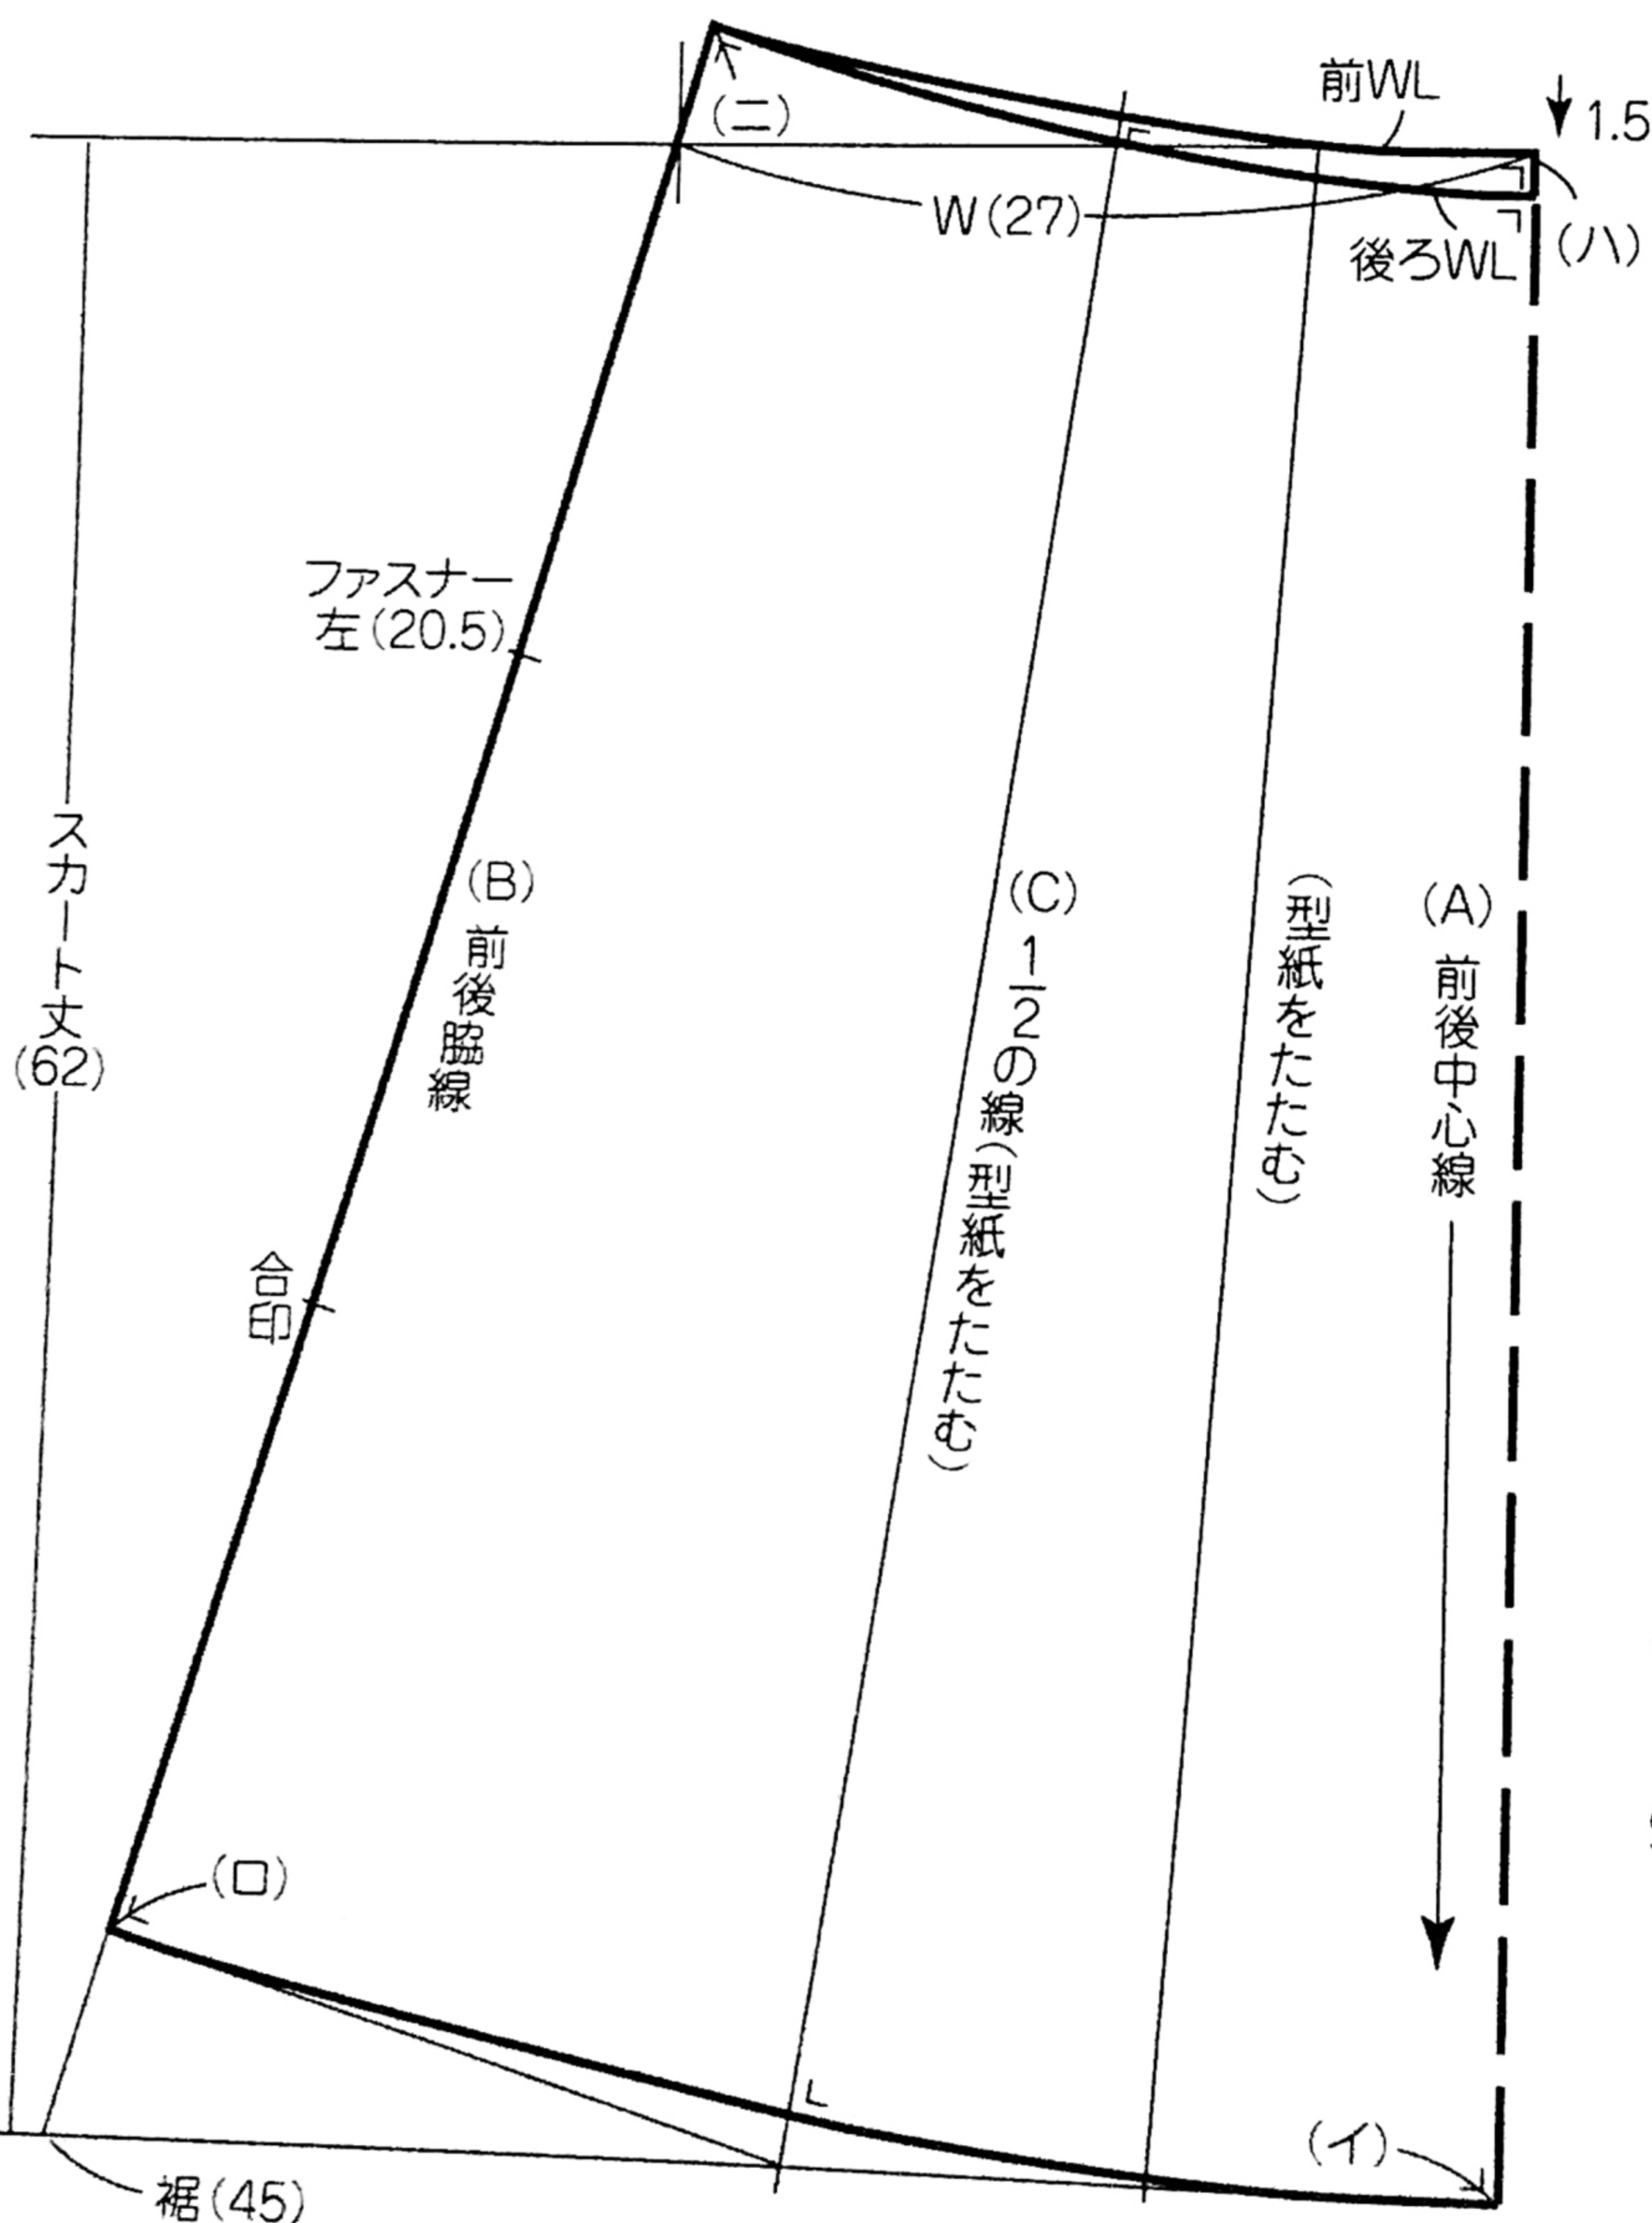 前WL
1.5
(ニ)
W(27)
後ろWL
(ハ)
ファスナー
左(20.5)
スカート丈
(62)
(B)
前後脇線
(C)
1/2の線(型紙をたたむ)
(型紙をたたむ)
(A)
前後中心線
合印
(ロ)
(イ)
裾(45)